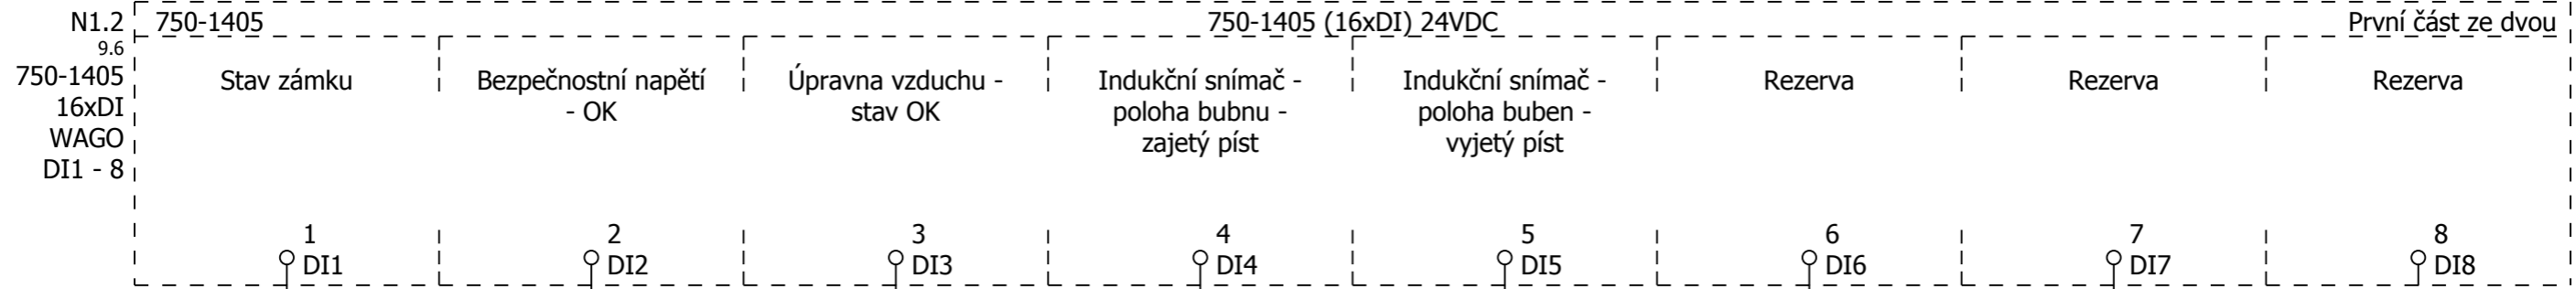 N1.2
9.6
750-1405
16xDI
WAGO
DI1 - 8
750-1405
750-1405 (16xDI) 24VDC
První část ze dvou
Stav zámku
Bezpečnostní napětí
- OK
Úpravna vzduchu -
stav OK
Indukční snímač -
poloha bubnu -
zajetý píst
Indukční snímač -
poloha buben -
vyjetý píst
Rezerva
Rezerva
Rezerva
1
DI1
2
DI2
3
DI3
4
DI4
5
DI5
6
DI6
7
DI7
8
DI8